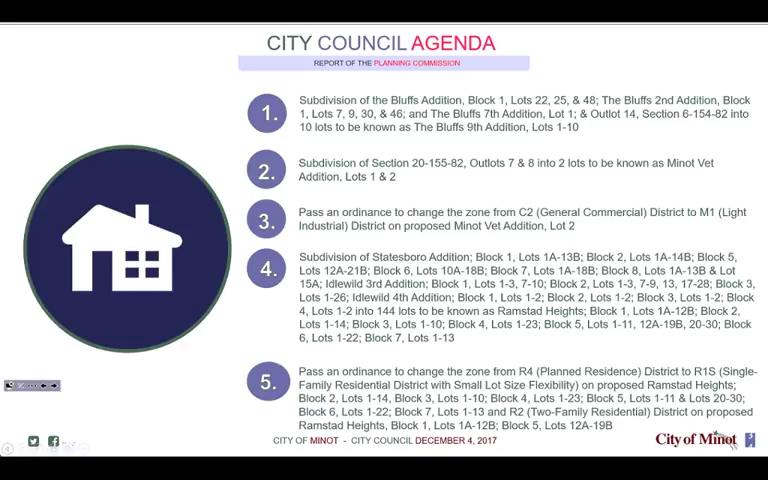 CITY COUNCIL AGENDA
REPORT OF THE PLANNING COMMISSION
1.
Subdivision of the Bluffs Addition, Block 1, Lots 22, 25, & 48; The Bluffs 2nd Addition, Block
1, Lots 7, 9, 30, & 46; and The Bluffs 7th Addition, Lot 1; & Outlot 14, Section 6-154-82 into
10 lots to be known as The Bluffs 9th Addition, Lots 1-10
2.
Subdivision of Section 20-155-82, Outlots 7 & 8 into 2 lots to be known as Minot Vet
Addition, Lots 1 & 2
3.
Pass an ordinance to change the zone from C2 (General Commercial) District to M1 (Light
Industrial) District on proposed Minot Vet Addition, Lot 2
4.
Subdivision of Statesboro Addition; Block 1, Lots 1A-13B; Block 2, Lots 1A-14B; Block 5,
Lots 12A-21B; Block 6, Lots 10A-18B; Block 7, Lots 1A-18B; Block 8, Lots 1A-13B & Lot
15A; Idlewild 3rd Addition; Block 1, Lots 1-3, 7-10; Block 2, Lots 1-3, 7-9, 13, 17-28; Block 3,
Lots 1-26; Idlewild 4th Addition; Block 1, Lots 1-2; Block 2, Lots 1-2; Block 3, Lots 1-2; Block
4, Lots 1-2 into 144 lots to be known as Ramstad Heights; Block 1, Lots 1A-12B; Block 2,
Lots 1-14; Block 3, Lots 1-10; Block 4, Lots 1-23; Block 5, Lots 1-11, 12A-19B, 20-30; Block
6, Lots 1-22; Block 7, Lots 1-13
5.
Pass an ordinance to change the zone from R4 (Planned Residence) District to R1S (Single-
Family Residential District with Small Lot Size Flexibility) on proposed Ramstad Heights;
Block 2, Lots 1-14, Block 3, Lots 1-10; Block 4, Lots 1-23; Block 5, Lots 1-11 & Lots 20-30;
Block 6, Lots 1-22; Block 7, Lots 1-13 and R2 (Two-Family Residential) District on proposed
Ramstad Heights, Block 1, Lots 1A-12B; Block 5, Lots 12A-19B
CITY OF MINOT - CITY COUNCIL DECEMBER 4, 2017
City of Minot